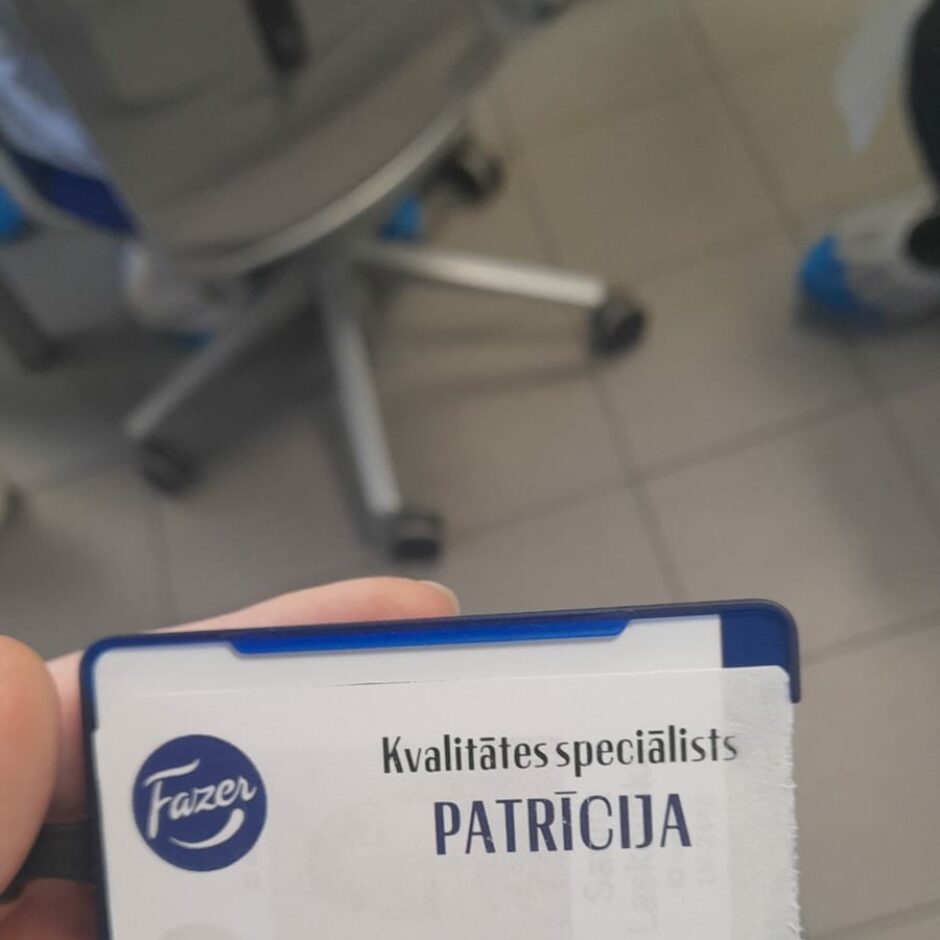 Fazer
Kvalitātes speciālists
PATRĪCIJA